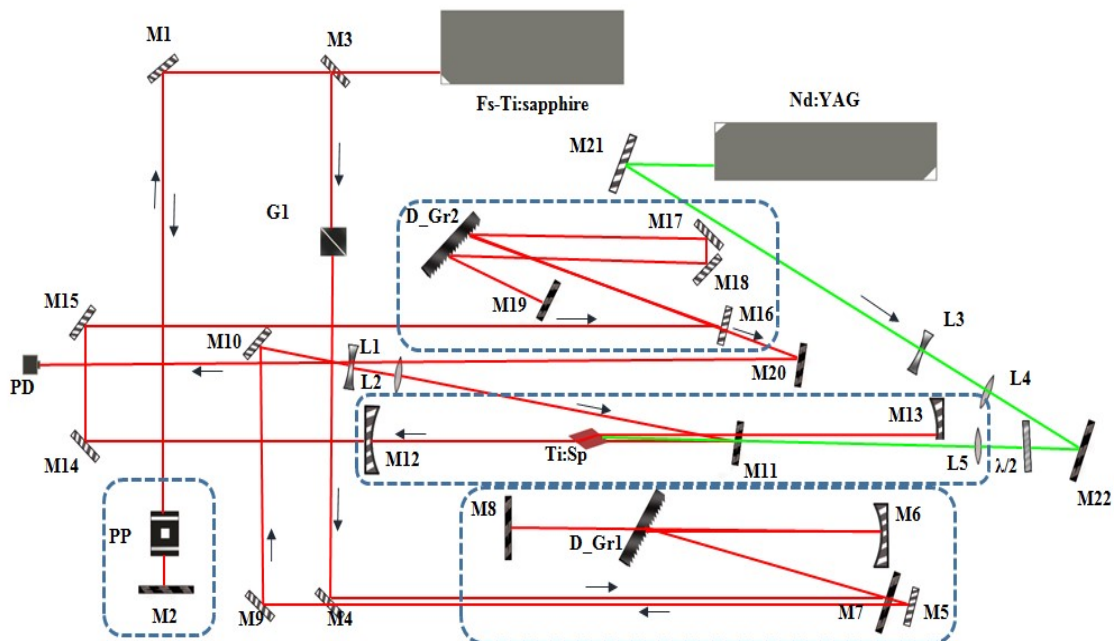 M1
M3
Fs-Ti:sapphire
Nd:YAG
M21
G1
D_Gr2
M17
M18
M19
M16
M15
M10
L1
L2
L3
M20
L4
PD
M13
M14
M12
Ti:Sp
M11
L5
λ/2
M22
PP
M8
D_Gr1
M6
M2
M9
M4
M7
M5